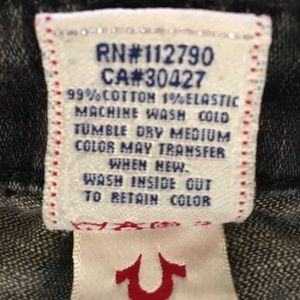 RN#112790
CA#30427
99%COTTON 1%ELASTIC
MACHINE WASH COLD
TUMBLE DRY MEDIUM
COLOR MAY TRANSFER
WHEN NEW.
WASH INSIDE OUT
TO RETAIN COLOR